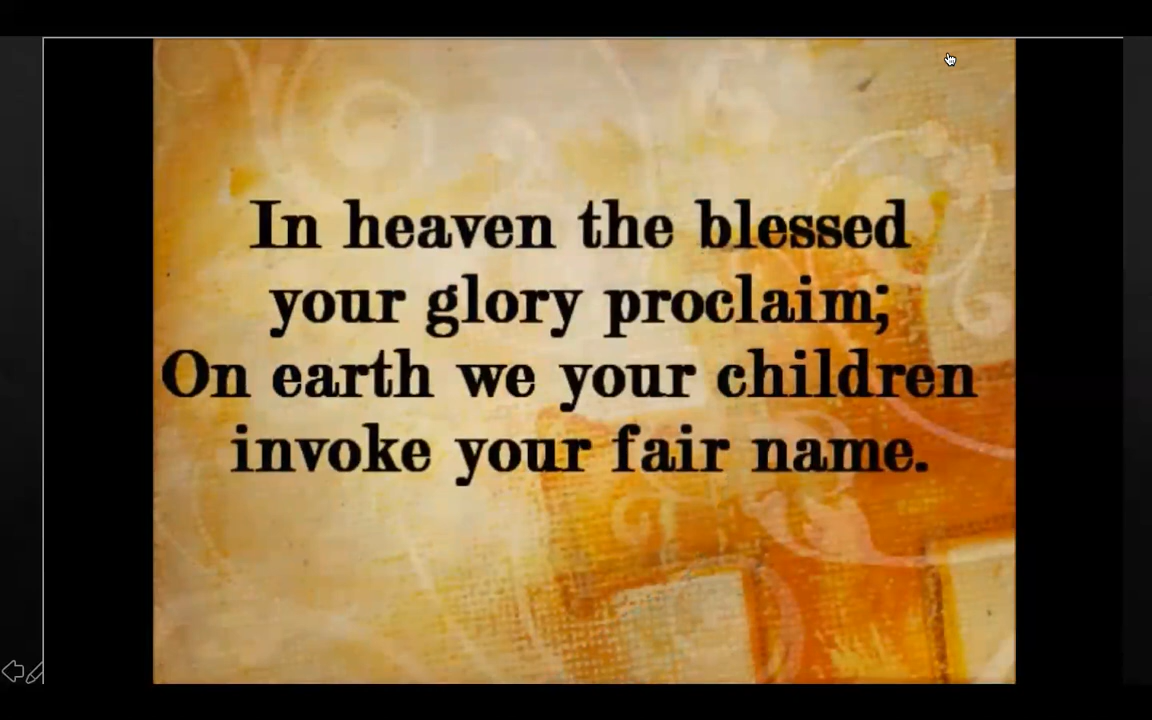 In heaven the blessed
your glory proclaim;
On earth we your children
invoke your fair name.